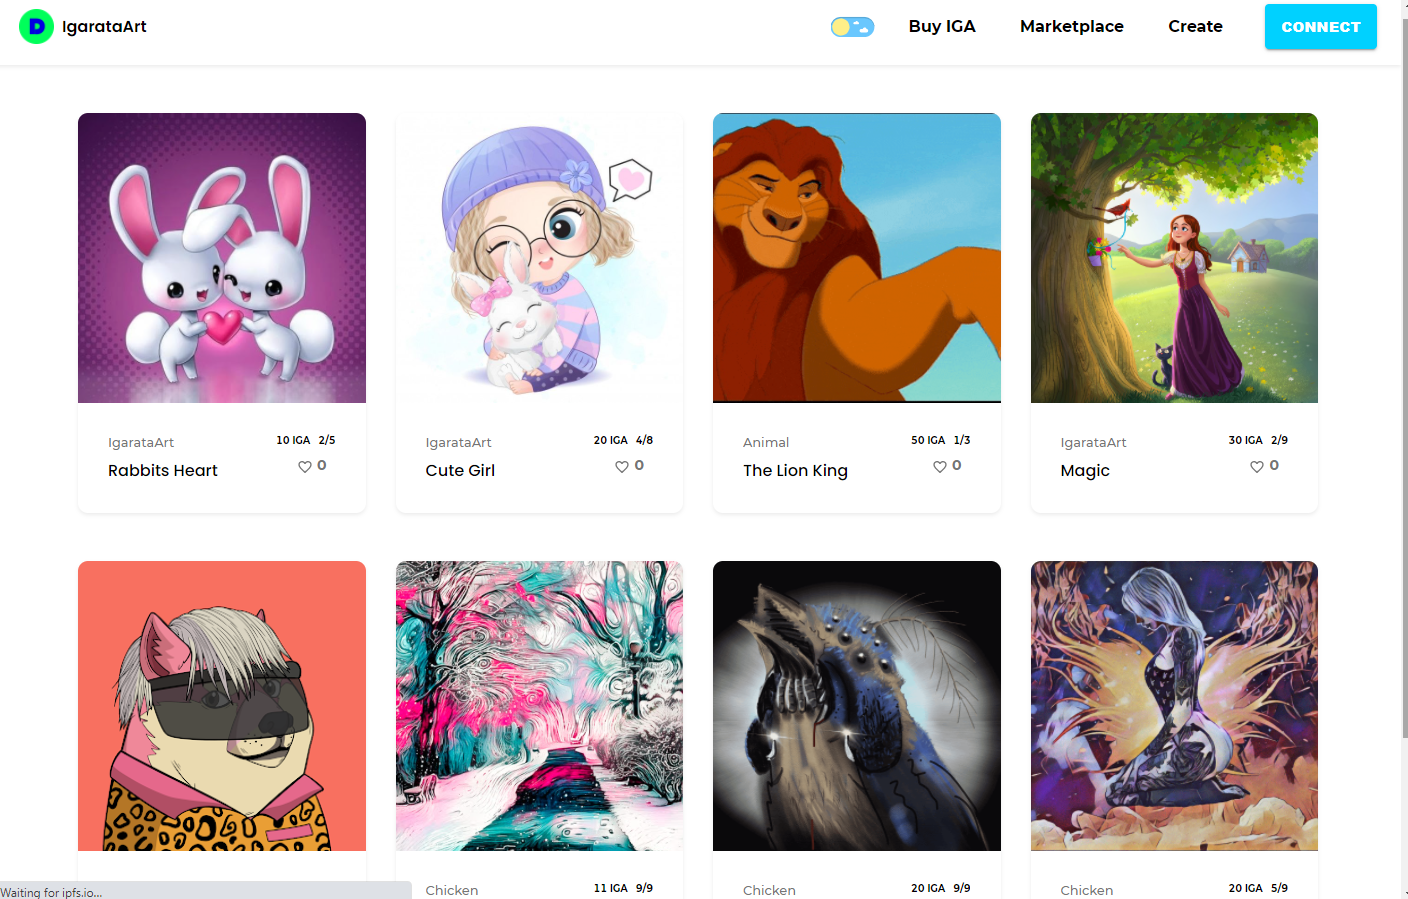 D IgarataArt Buy IGA Marketplace Create CONNECT
IgarataArt 10 IGA 2/5
Rabbits Heart 0
IgarataArt 20 IGA 4/8
Cute Girl 0
Animal 50 IGA 1/3
The Lion King 0
IgarataArt 30 IGA 2/9
Magic 0
Chicken 11 IGA 9/9
Chicken 20 IGA 9/9
Chicken 20 IGA 5/9
Waiting for ipfs.io...